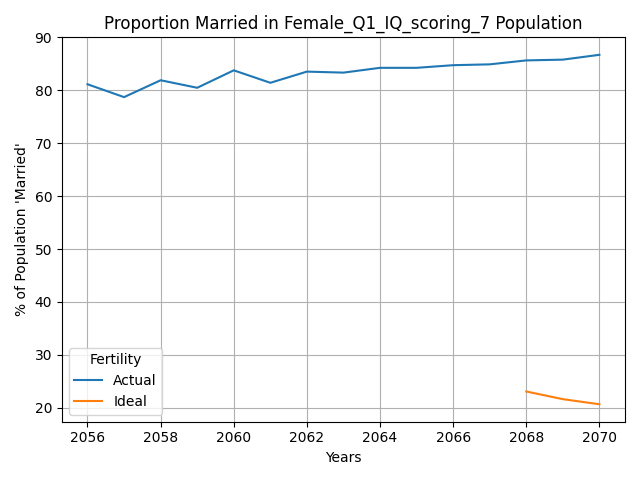 Proportion Married in Female_Q1_IQ_scoring_7 Population
% of Population 'Married'
90
80
70
60
50
40
30
20
Fertility
Actual
Ideal
2056 2058 2060 2062 2064 2066 2068 2070
Years